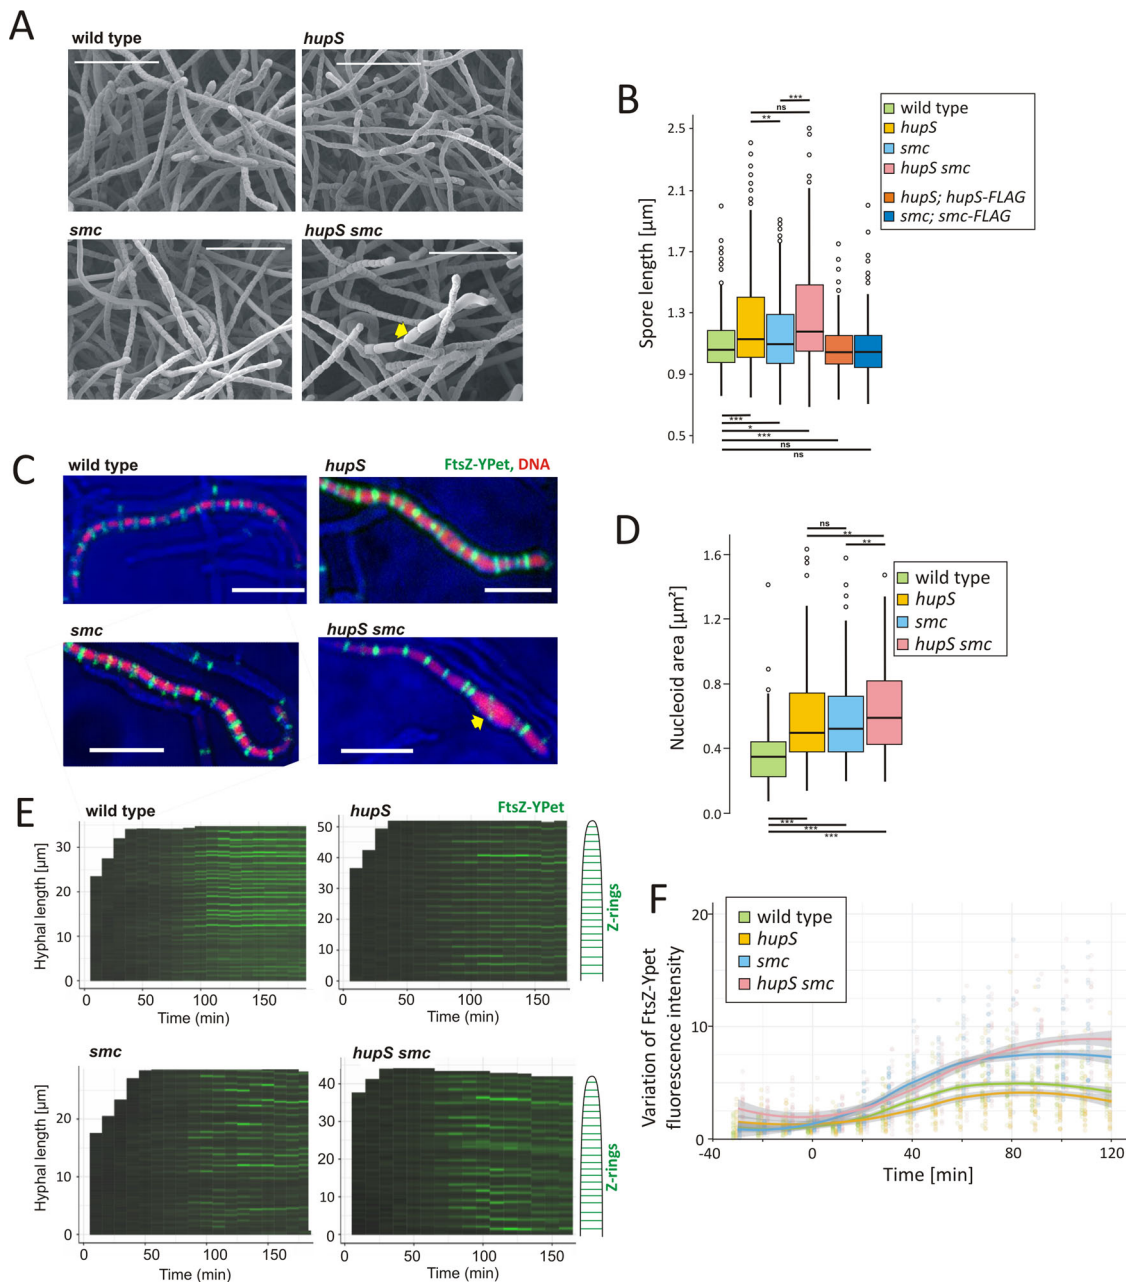 A
wild type
hupS
smc
hupS smc
B
Spore length [µm]
2.5
2.1
1.7
1.3
0.9
0.5
***
ns
**
***
*
***
ns
ns
wild type
hupS
smc
hupS smc
hupS; hupS-FLAG
smc; smc-FLAG
C
wild type
hupS
FtsZ-YPet, DNA
smc
hupS smc
D
Nucleoid area [µm²]
1.6
1.2
0.8
0.4
0.0
ns
**
**
***
***
***
wild type
hupS
smc
hupS smc
E
wild type
hupS
FtsZ-YPet
Hyphal length [µm]
30
20
10
0
0 50 100 150
Time (min)
50
40
30
20
10
0
0 50 100 150
Time (min)
Z-rings
smc
hupS smc
Hyphal length [µm]
20
10
0
0 50 100 150
Time (min)
40
30
20
10
0
0 50 100 150
Time (min)
Z-rings
F
Variation of FtsZ-Ypet
fluorescence intensity
20
10
0
-40 0 40 80 120
Time [min]
wild type
hupS
smc
hupS smc